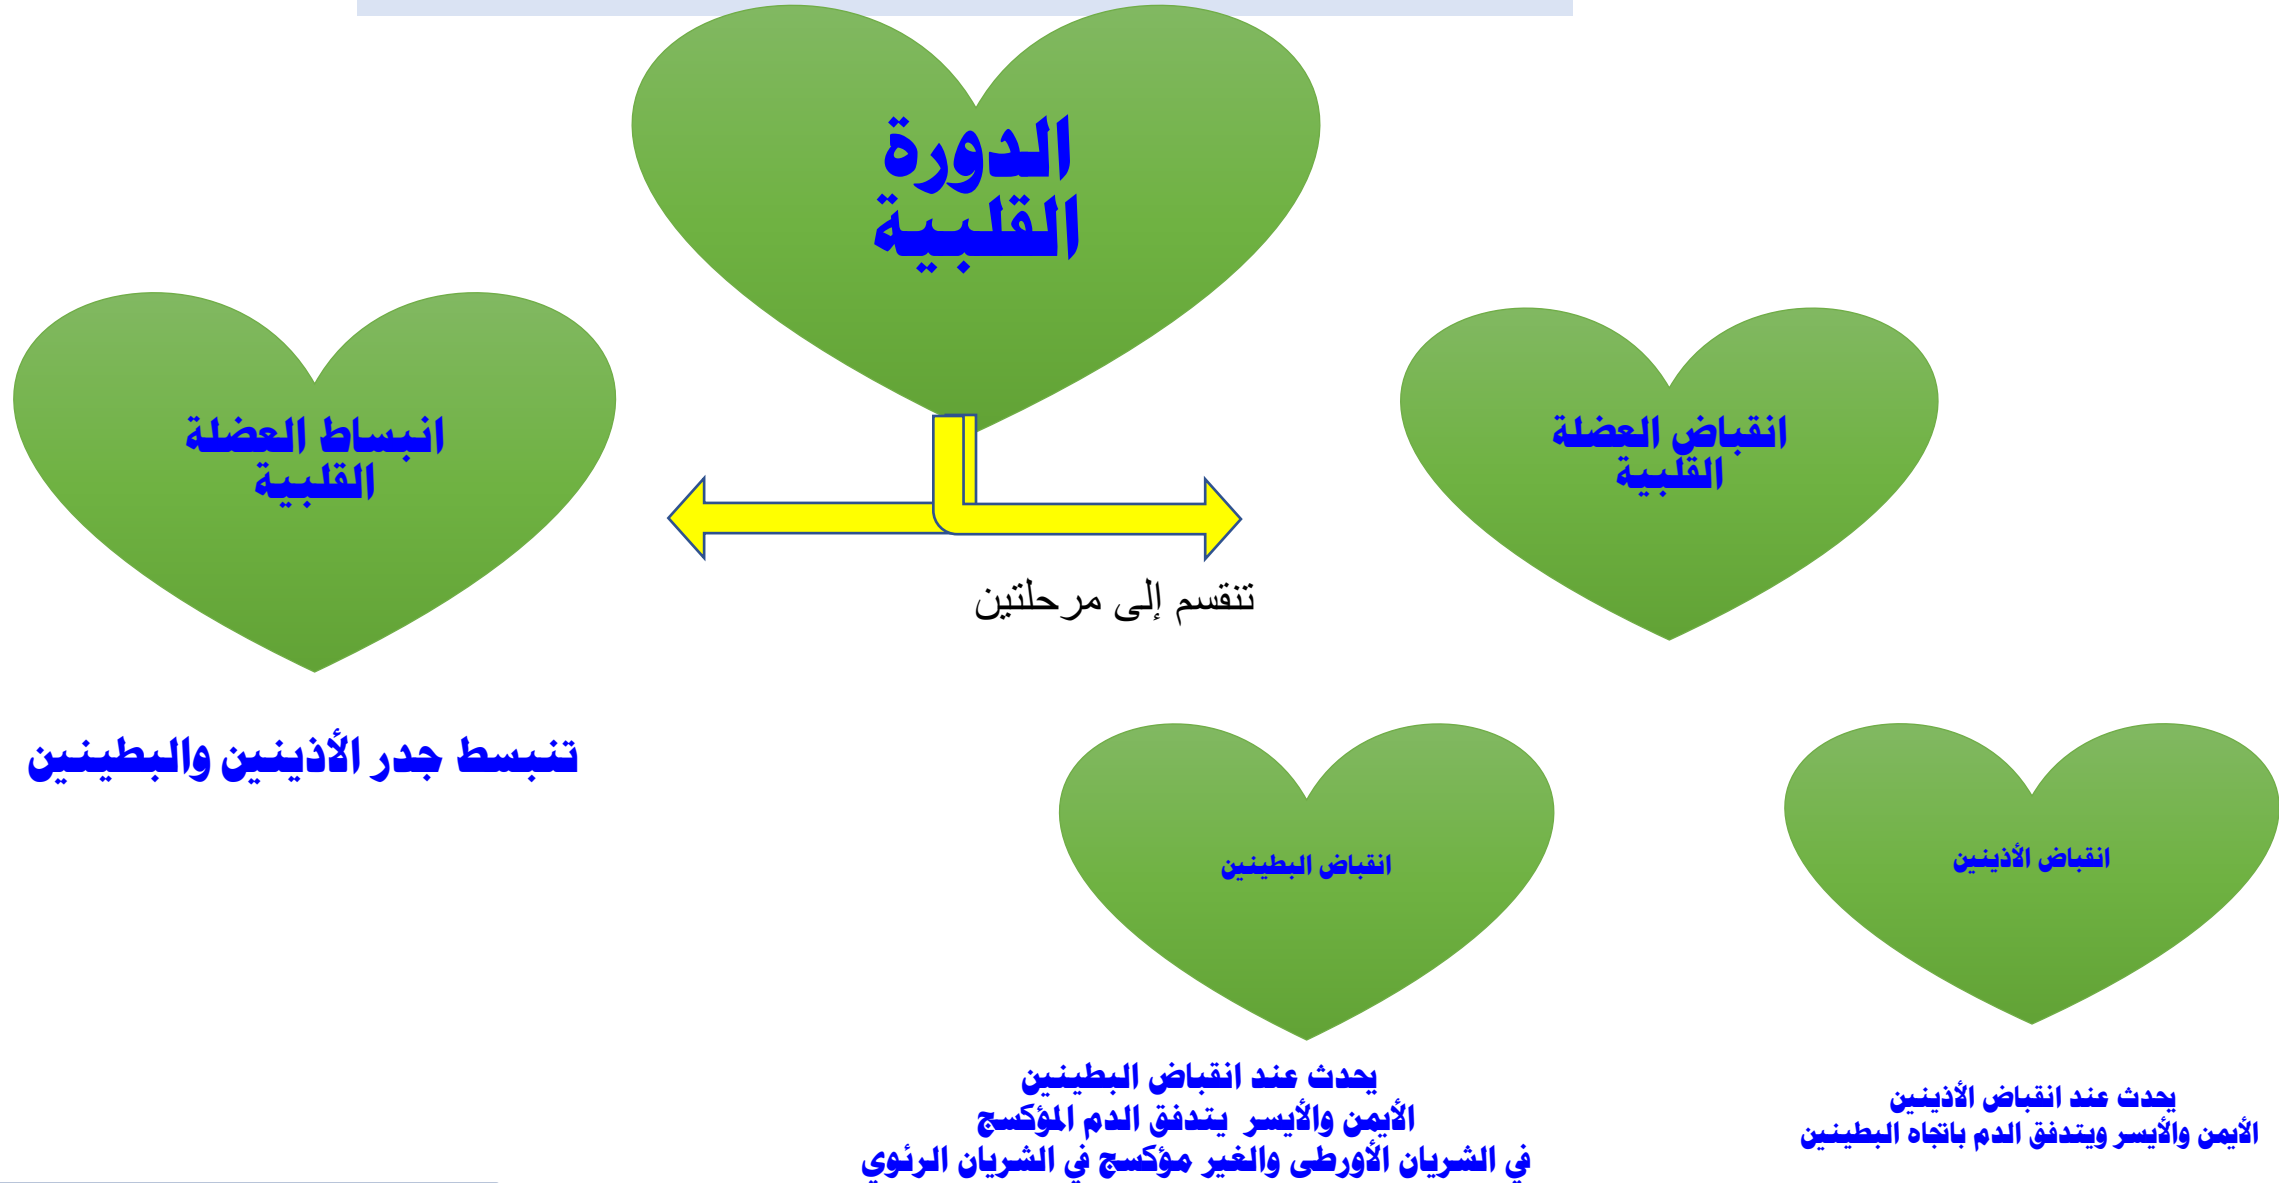 الدورة
القلبية
انقباض العضلة
القلبية
انبساط العضلة
القلبية
تنقسم إلى مرحلتين
تنبسط جدر الأذينين والبطينين
انقباض الأذينين
انقباض البطينين
يحدث عند انقباض الأذينين
الأيمن والأيسر ويتدفق الدم باتجاه البطينين
يحدث عند انقباض البطينين
الأيمن والأيسر يتدفق الدم المؤكسج
في الشريان الأورطى والغير مؤكسج في الشريان الرئوي